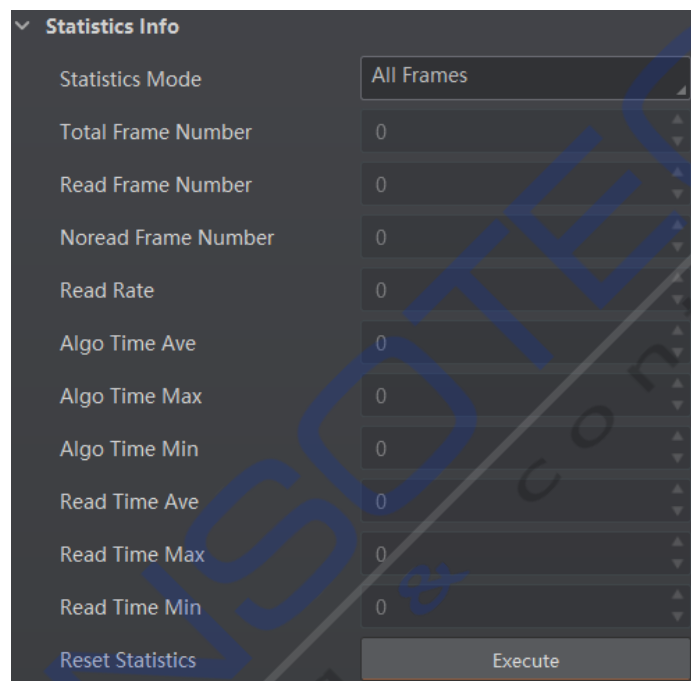 Statistics Info
Statistics Mode All Frames
Total Frame Number 0
Read Frame Number 0
Noread Frame Number 0
Read Rate 0
Algo Time Ave 0
Algo Time Max 0
Algo Time Min 0
Read Time Ave 0
Read Time Max 0
Read Time Min 0
Reset Statistics Execute
NSOTEC
& con